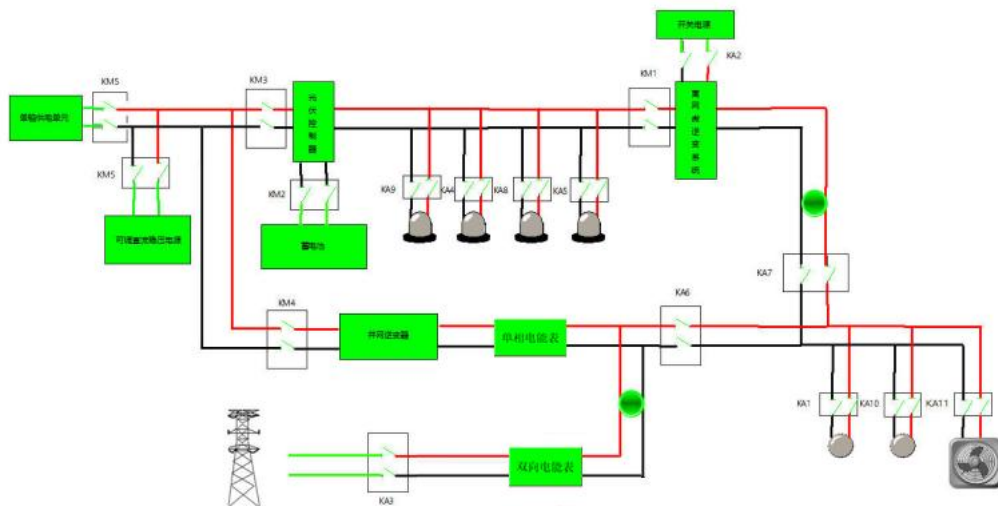 开关电源
KA2
KM5
KM3
KM1
单轴供电单元
光伏控制器
离网逆变系统
KM5
KM2
KA9
KA4
KA8
KA5
可调直流稳压电源
蓄电池
KA7
KM4
KA6
并网逆变器
单相电能表
KA1
KA10
KA11
双向电能表
KA3